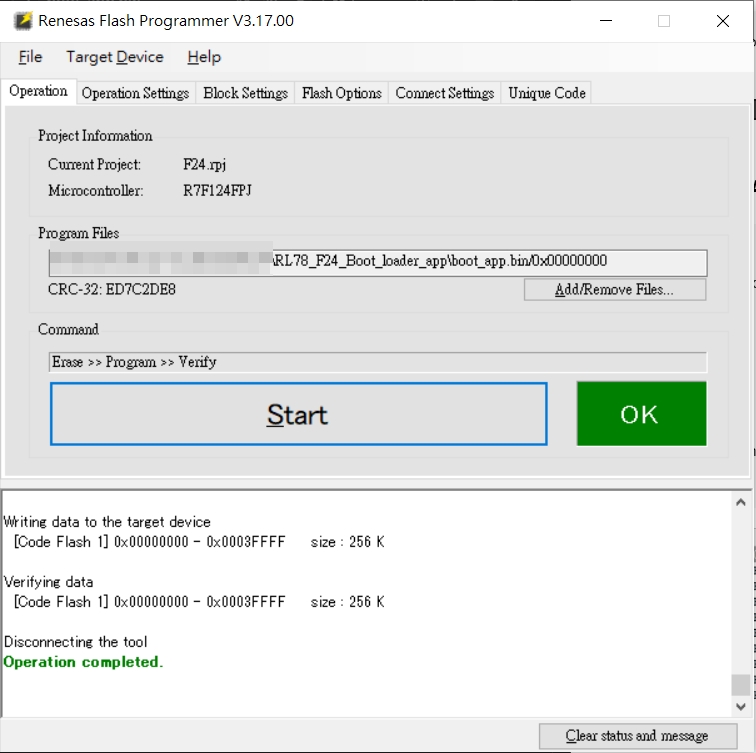 Renesas Flash Programmer V3.17.00
File Target Device Help
Operation Operation Settings Block Settings Flash Options Connect Settings Unique Code
Project Information
Current Project: F24.rpj
Microcontroller: R7F124FPJ
Program Files
\RL78_F24_Boot_loader_app\boot_app.bin/0x00000000
CRC-32: ED7C2DE8
Add/Remove Files...
Command
Erase >> Program >> Verify
Start
OK
Writing data to the target device
[Code Flash 1] 0x00000000 - 0x0003FFFF size : 256 K
Verifying data
[Code Flash 1] 0x00000000 - 0x0003FFFF size : 256 K
Disconnecting the tool
Operation completed.
Clear status and message